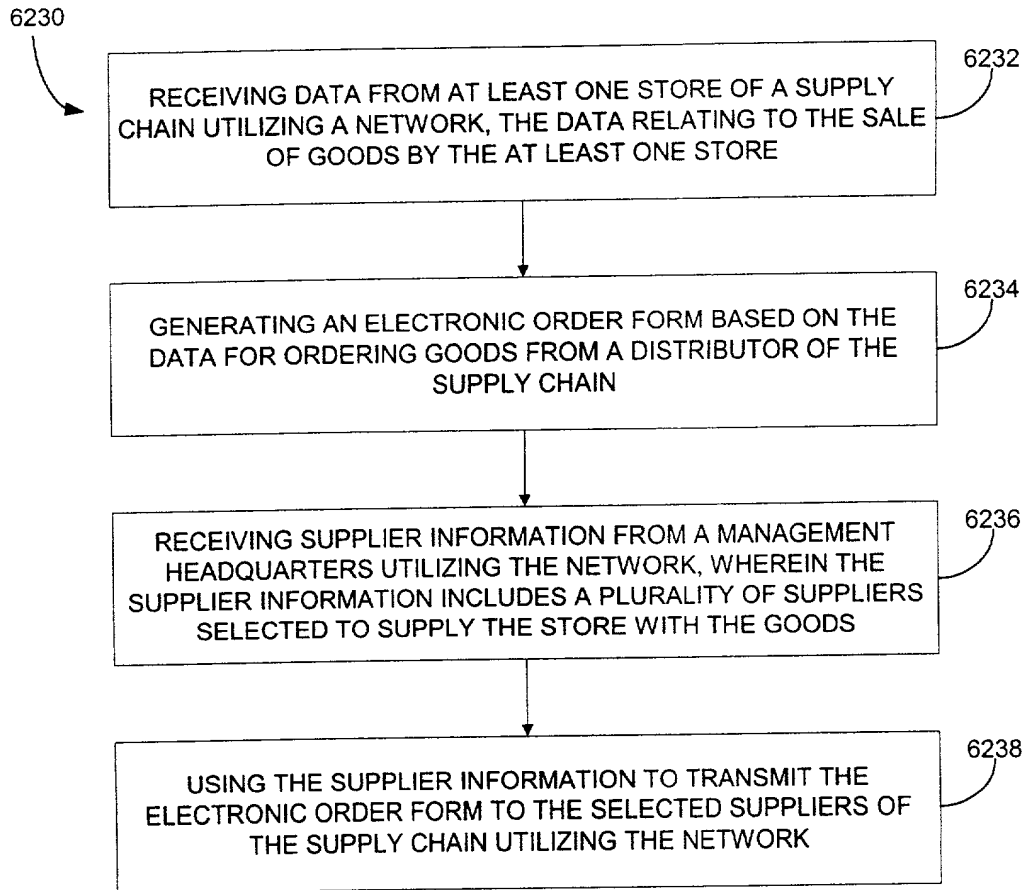 6230
6232
RECEIVING DATA FROM AT LEAST ONE STORE OF A SUPPLY
CHAIN UTILIZING A NETWORK, THE DATA RELATING TO THE SALE
OF GOODS BY THE AT LEAST ONE STORE
6234
GENERATING AN ELECTRONIC ORDER FORM BASED ON THE
DATA FOR ORDERING GOODS FROM A DISTRIBUTOR OF THE
SUPPLY CHAIN
6236
RECEIVING SUPPLIER INFORMATION FROM A MANAGEMENT
HEADQUARTERS UTILIZING THE NETWORK, WHEREIN THE
SUPPLIER INFORMATION INCLUDES A PLURALITY OF SUPPLIERS
SELECTED TO SUPPLY THE STORE WITH THE GOODS
6238
USING THE SUPPLIER INFORMATION TO TRANSMIT THE
ELECTRONIC ORDER FORM TO THE SELECTED SUPPLIERS OF
THE SUPPLY CHAIN UTILIZING THE NETWORK